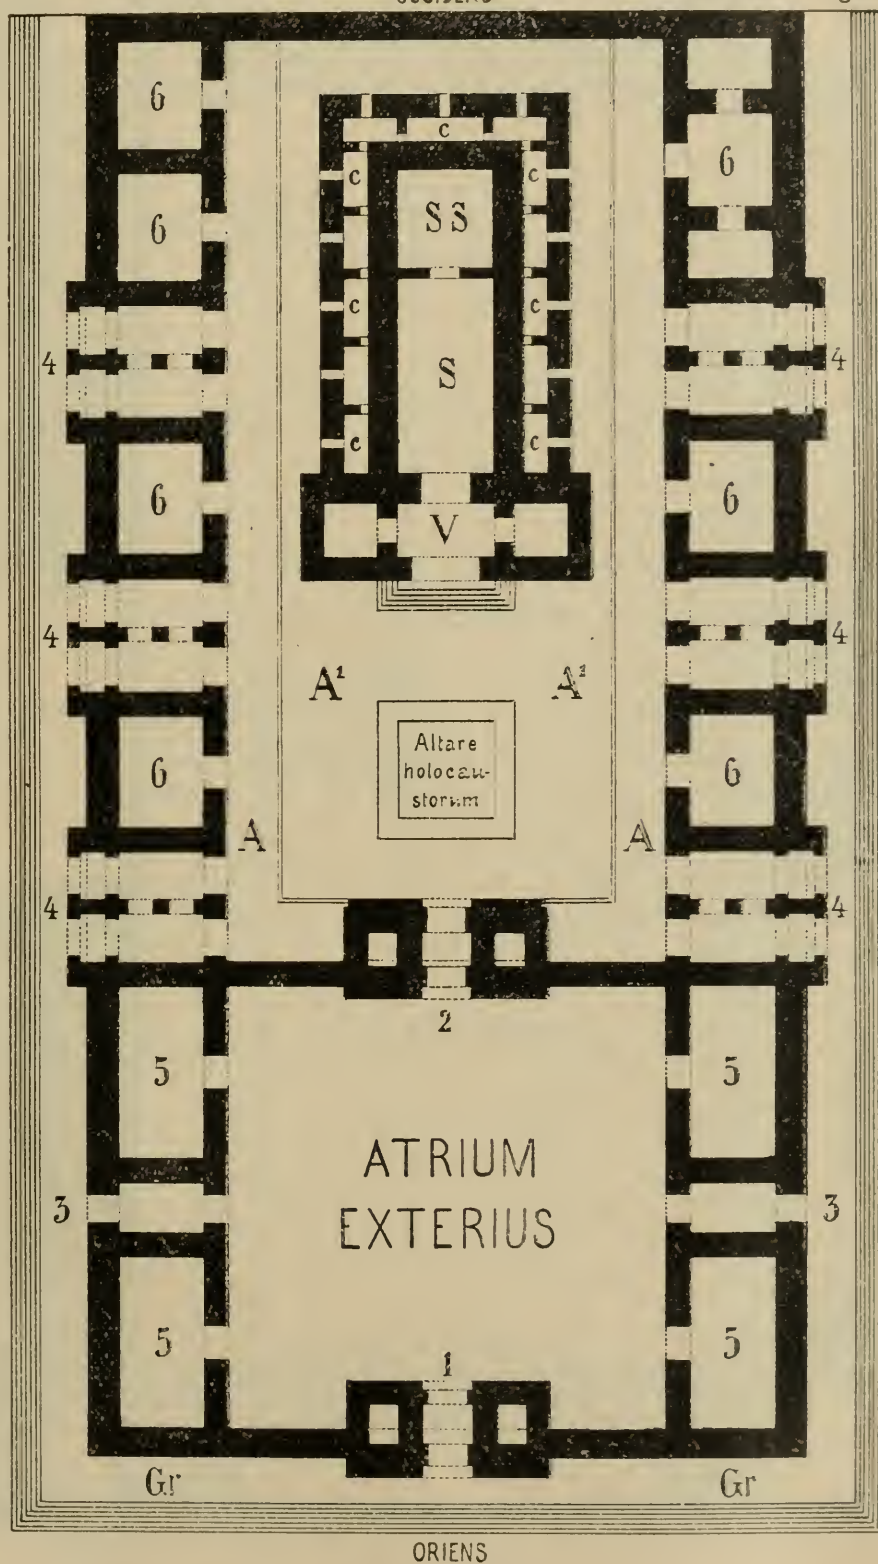 OCCIDENS
6
c
6
c c
SS
6
c c
4 4
S
c c
6 6
V
4 4
A¹ A¹
Altare
holocau-
storum
6 6
A A
4 4
2
5 5
ATRIUM
EXTERIUS
3 3
5 5
1
Gr Gr
ORIENS